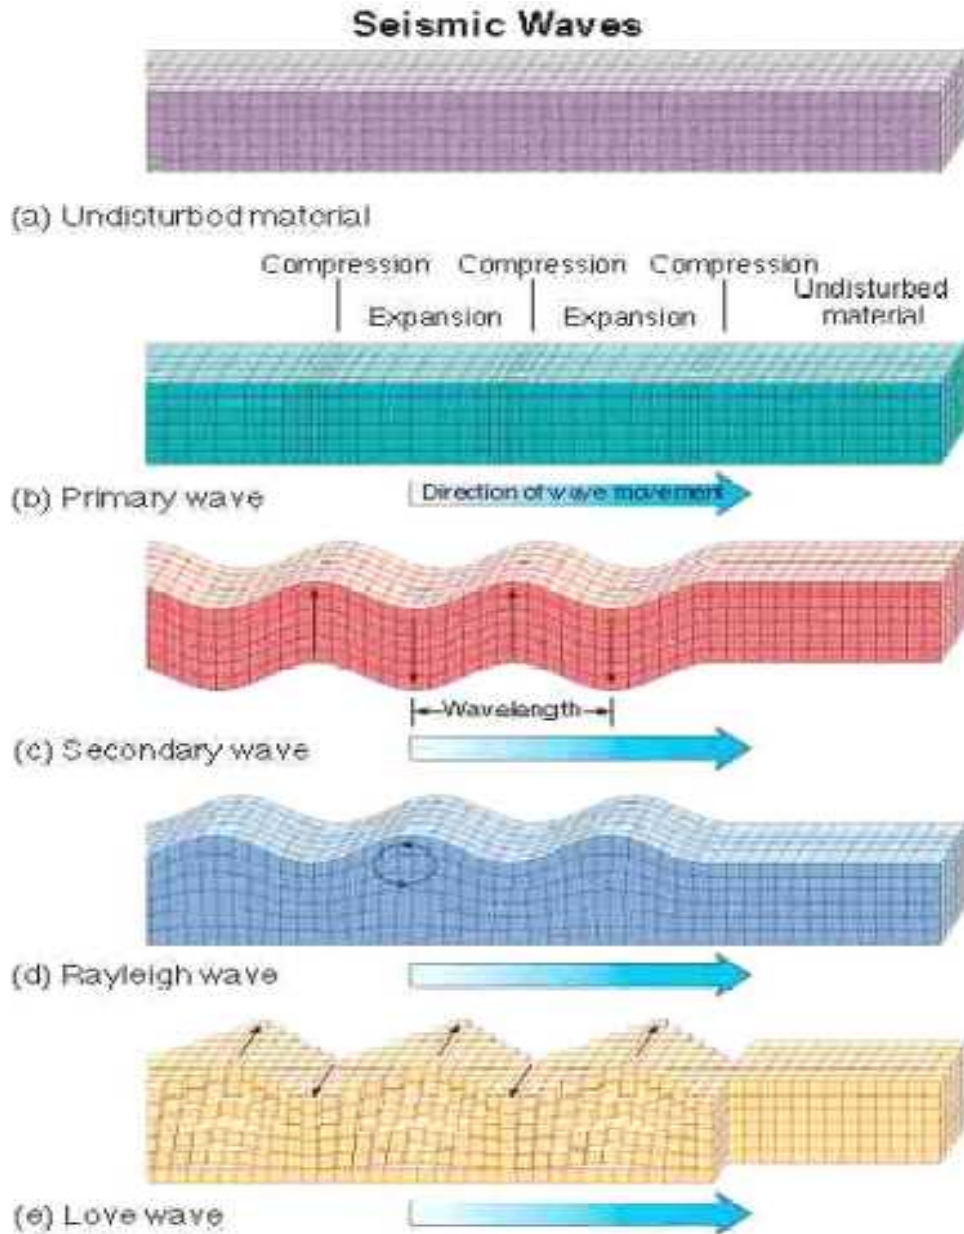 Seismic Waves
(a) Undisturbed material
Compression Compression Compression
Expansion Expansion
Undisturbed
material
(b) Primary wave
Direction of wave movement
Wavelength
(c) Secondary wave
(d) Rayleigh wave
(e) Love wave